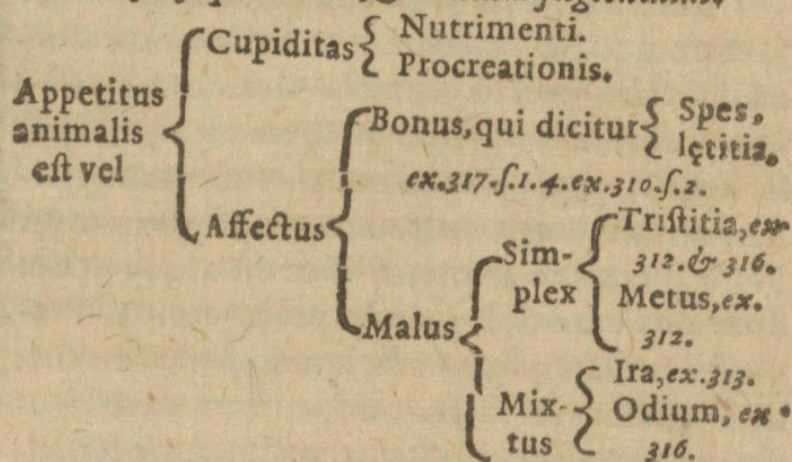 Appetitus
animalis
est vel
Cupiditas
Nutrimenti.
Procreationis.
Affectus
Bonus, qui dicitur
Spes,
lętitia.
ex.317.ſ.1.4.ex.310.ſ.2.
Malus
Sim-
plex
Triſtitia, ex.
312. & 316.
Metus, ex.
312.
Mix-
tus
Ira, ex.313.
Odium, ex.
316.